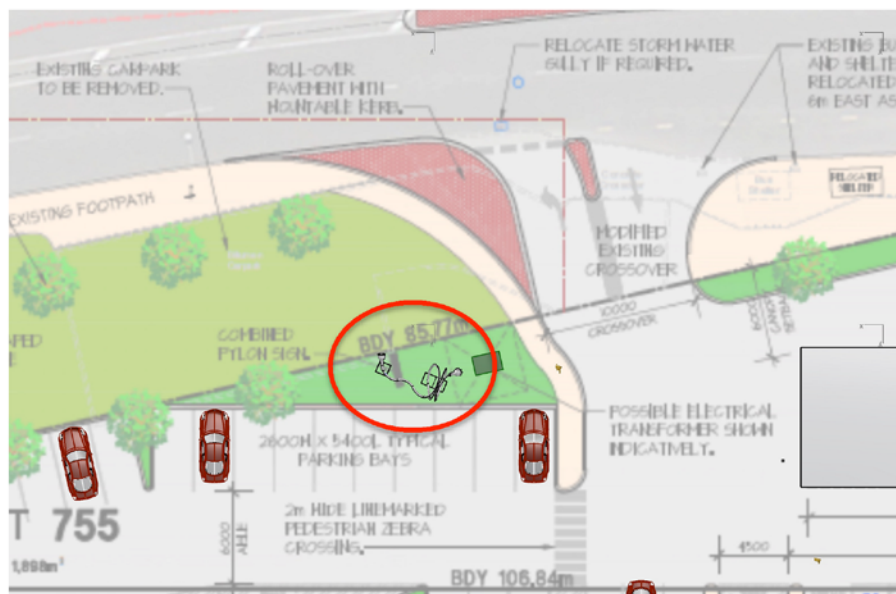 EXISTING CARPARK
TO BE REMOVED.
ROLL-OVER
PAVEMENT WITH
MOUNTABLE KERB.
RELOCATE STORM WATER
GULLY IF REQUIRED.
EXISTING BU
AND SHELTE
RELOCATED
6m EAST AS
EXISTING FOOTPATH
RELOCATED
SHELTER
MODIFIED
EXISTING
CROSSOVER
10000
CROSSOVER
COMBINED
PYLON SIGN.
BDY 85.77m
POSSIBLE ELECTRICAL
TRANSFORMER SHOWN
INDICATIVELY.
2600W X 5400L TYPICAL
PARKING BAYS
2m WIDE LINEMARKED
PEDESTRIAN ZEBRA
CROSSING.
6000
AISLE
T 755
1,898m²
4500
BDY 106.84m